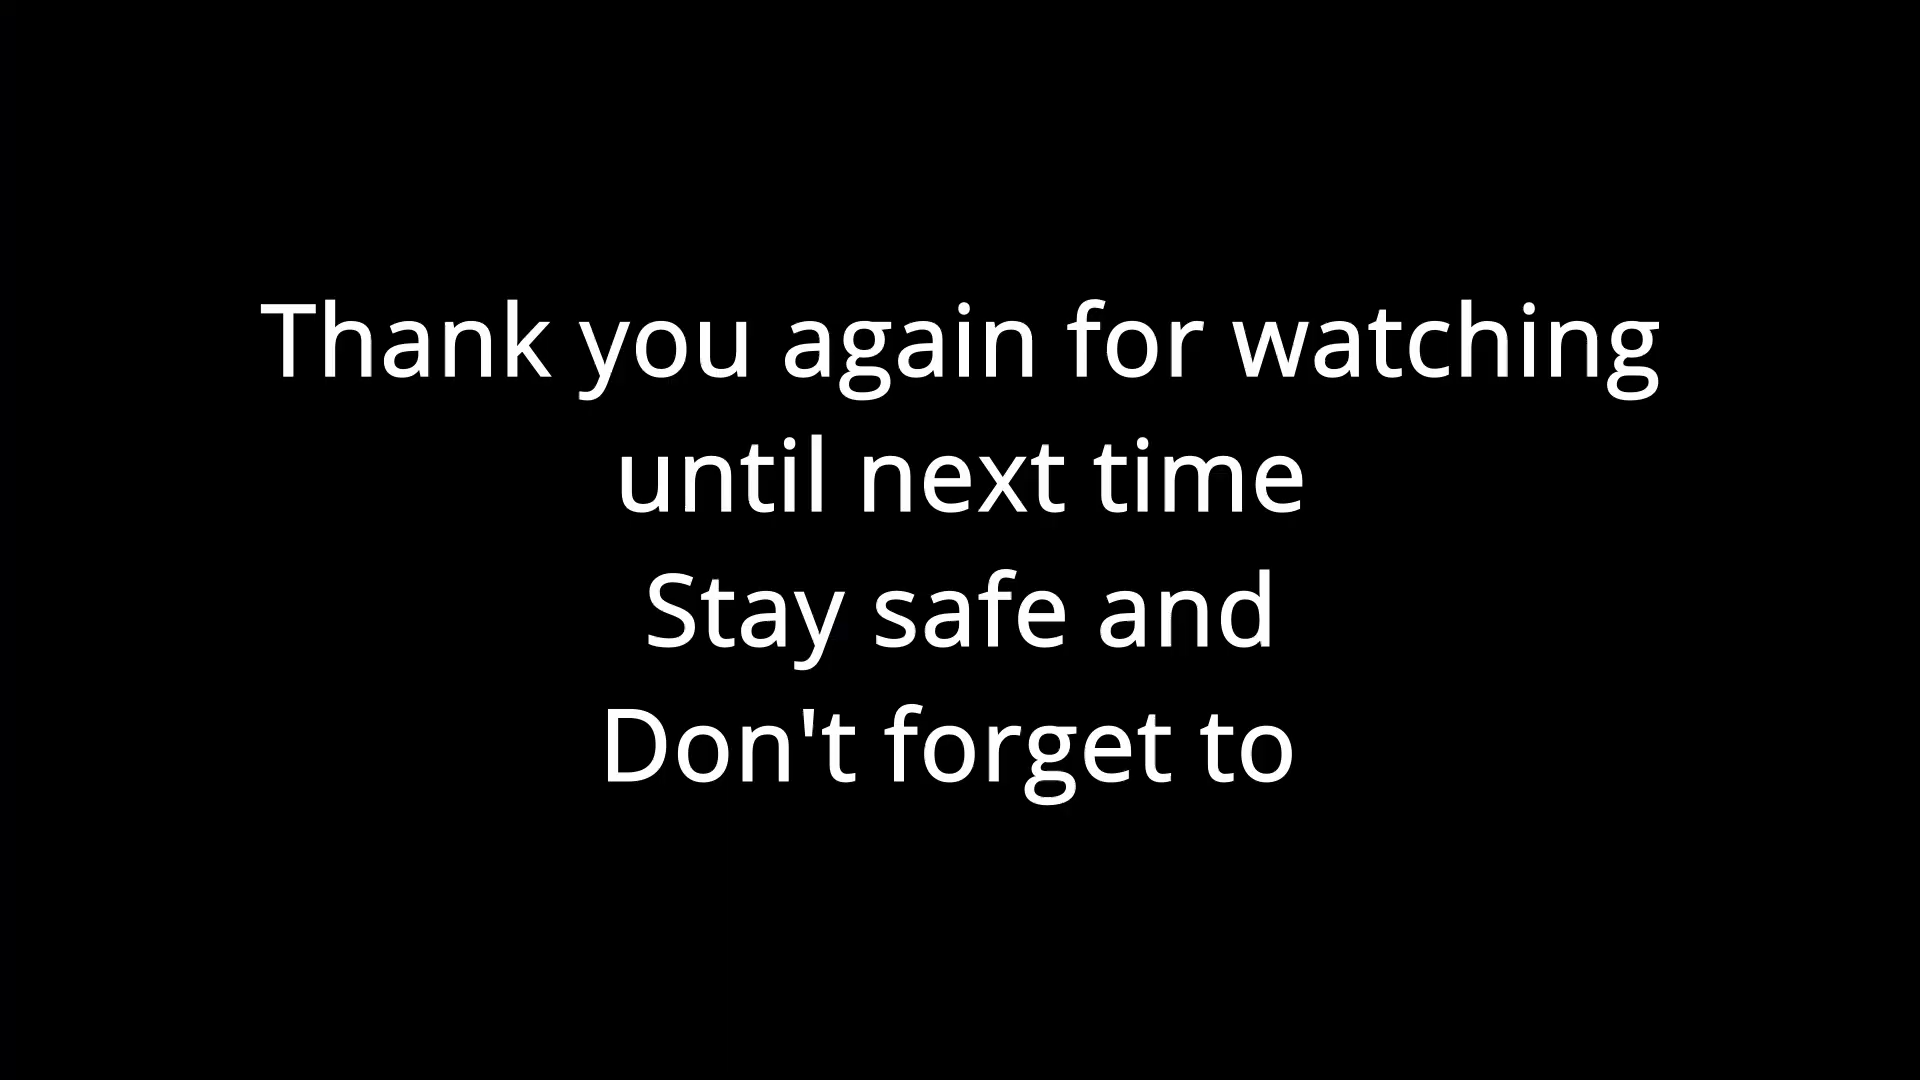 Thank you again for watching
until next time
Stay safe and
Don't forget to